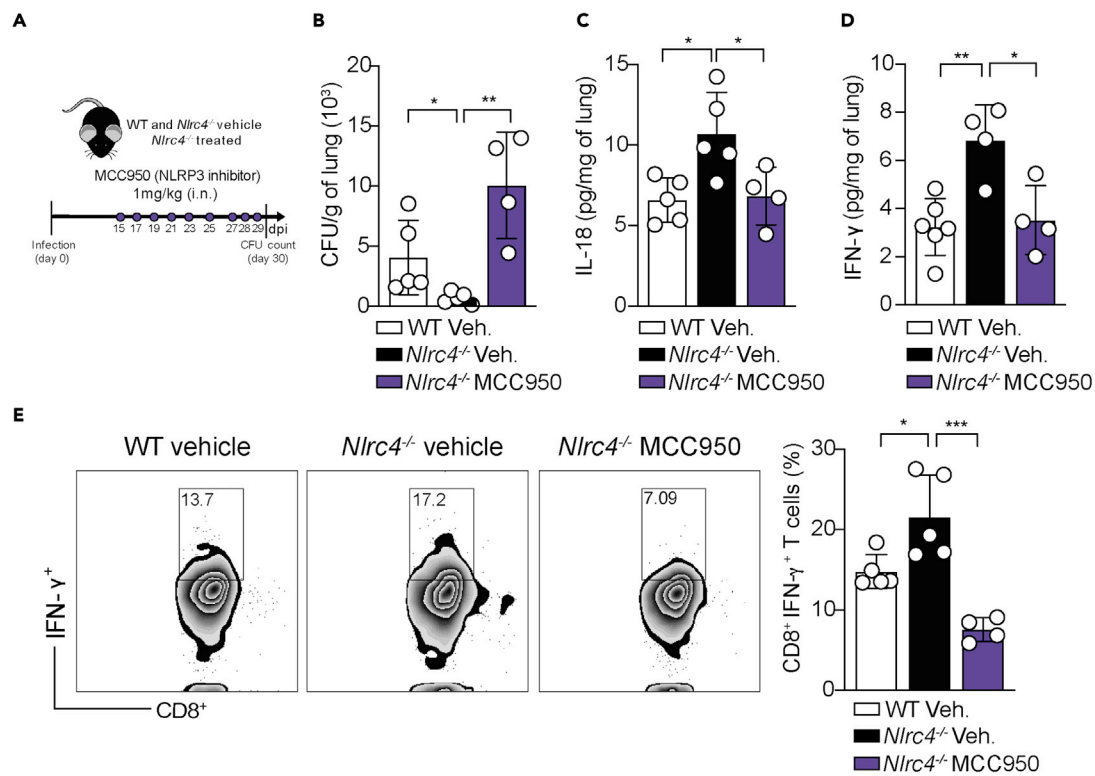 A
WT and Nlrc4-/- vehicle
Nlrc4-/- treated
MCC950 (NLRP3 inhibitor)
1mg/kg (i.n.)
15 17 19 21 23 25 27 28 29 dpi
Infection
(day 0)
CFU count
(day 30)
B
CFU/g of lung (10³)
20
15
10
5
0
* **
WT Veh.
Nlrc4-/- Veh.
Nlrc4-/- MCC950
C
IL-18 (pg/mg of lung)
15
10
5
0
* *
WT Veh.
Nlrc4-/- Veh.
Nlrc4-/- MCC950
D
IFN-γ (pg/mg of lung)
10
8
6
4
2
0
** *
WT Veh.
Nlrc4-/- Veh.
Nlrc4-/- MCC950
E
WT vehicle
Nlrc4-/- vehicle
Nlrc4-/- MCC950
13.7
17.2
7.09
IFN-γ+
CD8+
CD8+ IFN-γ+ T cells (%)
30
20
10
0
* ***
WT Veh.
Nlrc4-/- Veh.
Nlrc4-/- MCC950